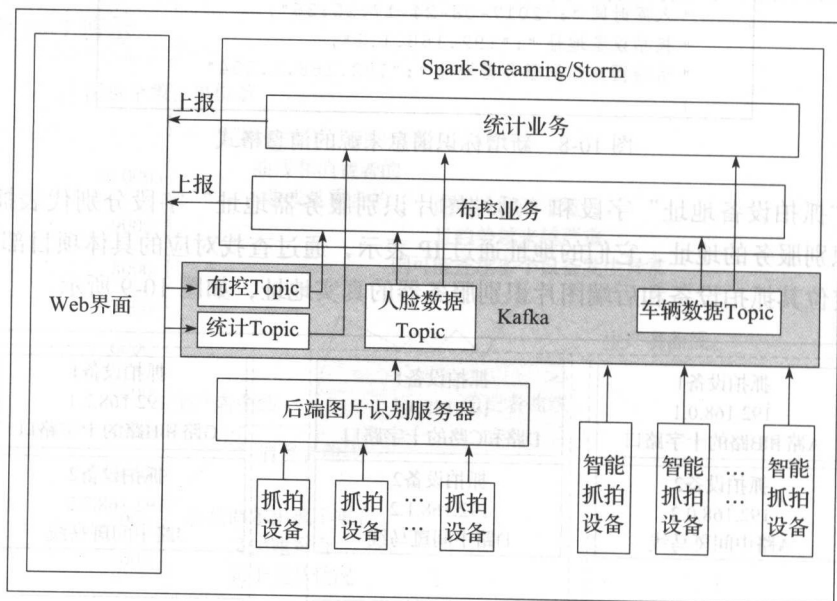 Spark-Streaming/Storm
上报
统计业务
上报
布控业务
Web界面
布控Topic
统计Topic
人脸数据
Topic
Kafka
车辆数据Topic
后端图片识别服务器
抓拍
设备
抓拍
设备
…
…
抓拍
设备
智能
抓拍
设备
智能
抓拍
设备
…
…
智能
抓拍
设备